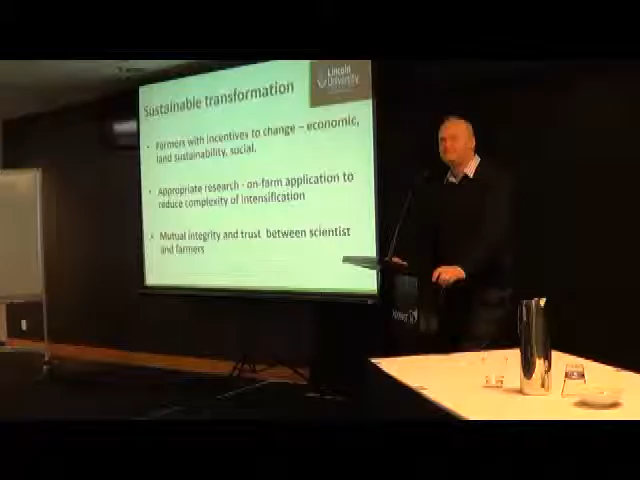 Lincoln
University
Sustainable transformation
• Farmers with incentives to change – economic,
land sustainability, social.
• Appropriate research - on-farm application to
reduce complexity of intensification
• Mutual integrity and trust between scientist
and farmers